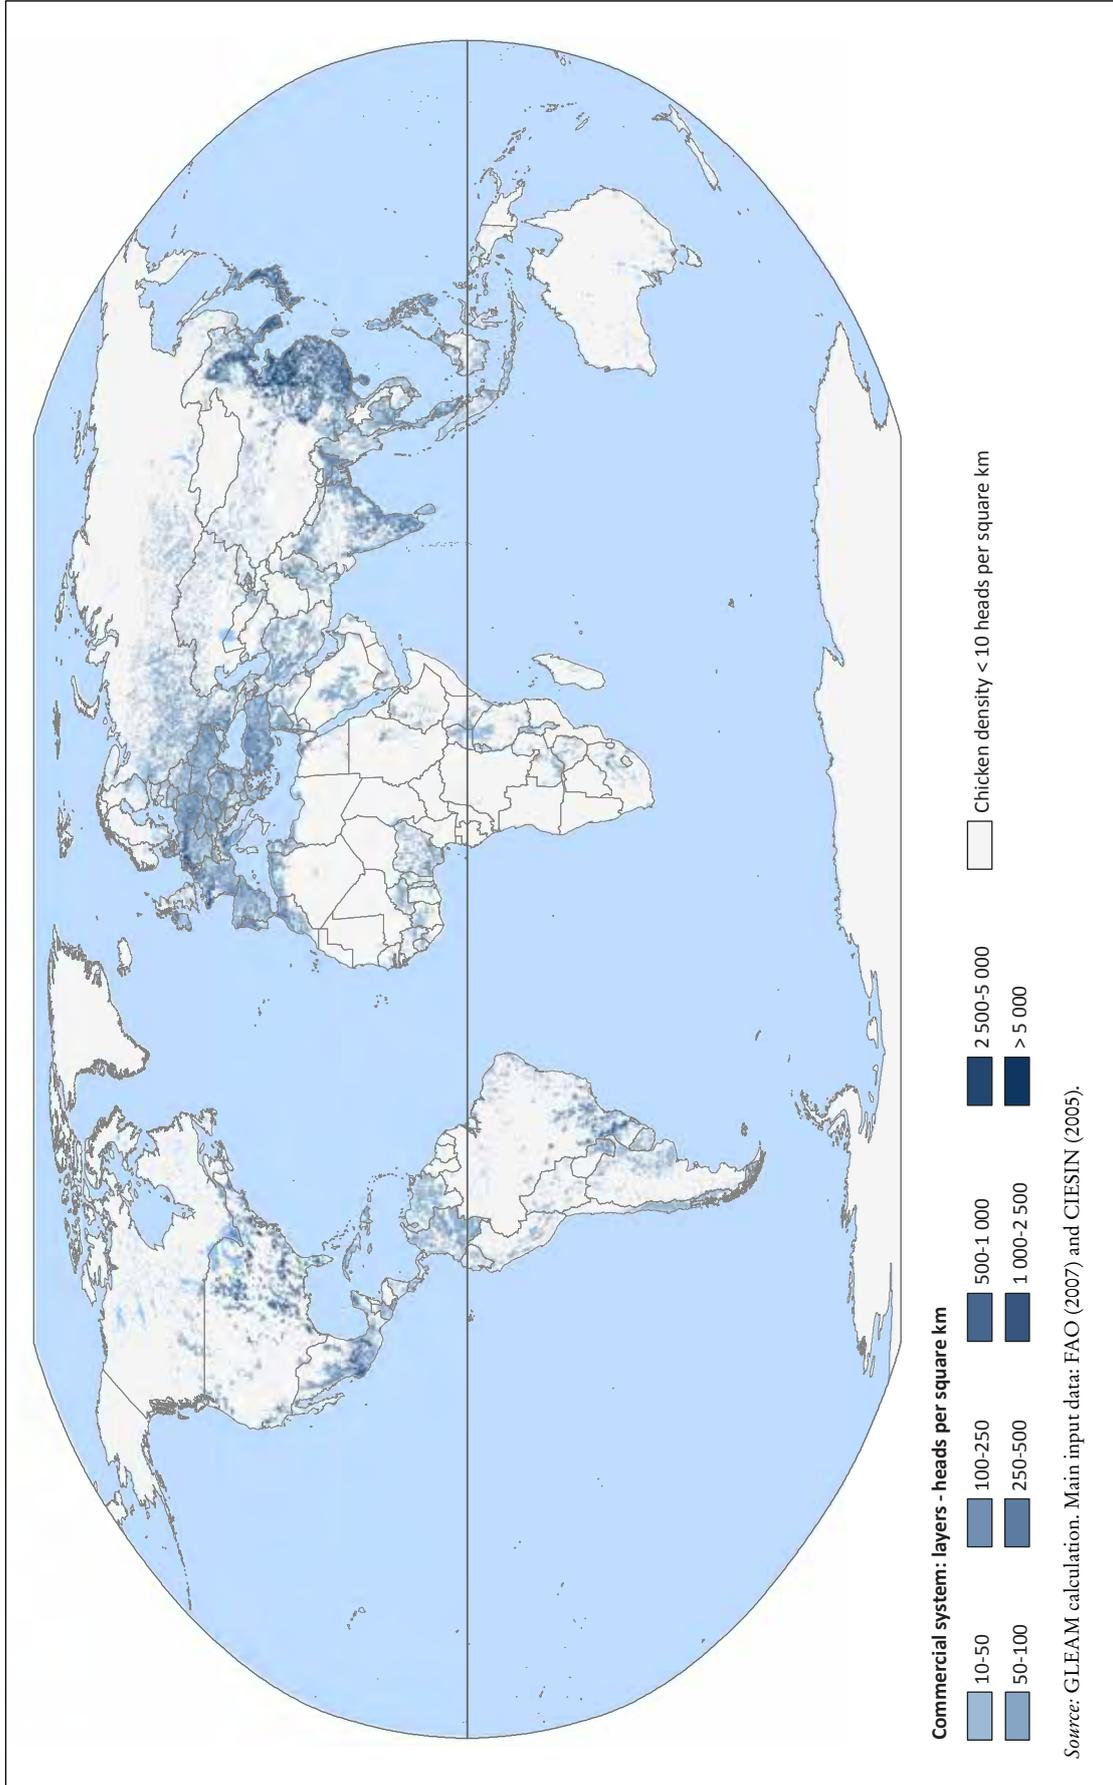 Commercial system: layers - heads per square km
10-50
100-250
500-1 000
2 500-5 000
Chicken density < 10 heads per square km
50-100
250-500
1 000-2 500
> 5 000
Source: GLEAM calculation. Main input data: FAO (2007) and CIESIN (2005).